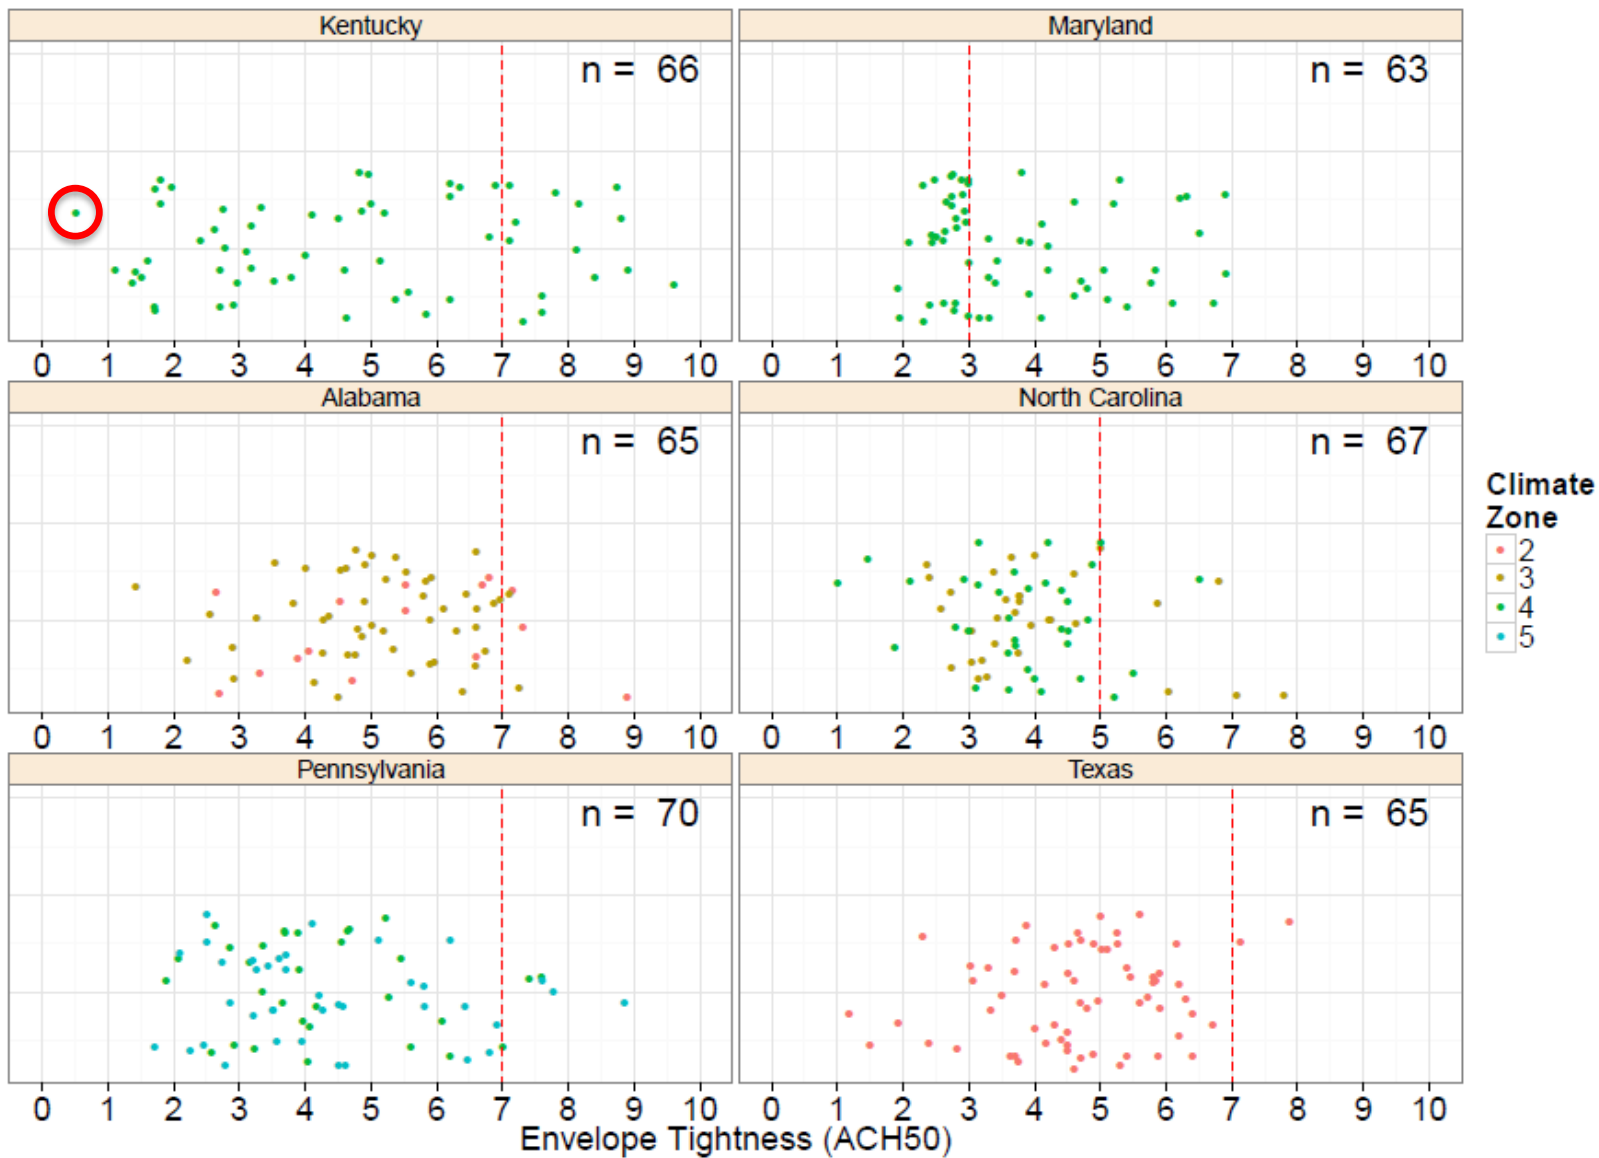 Kentucky
Maryland
n = 66
n = 63
0 1 2 3 4 5 6 7 8 9 10
0 1 2 3 4 5 6 7 8 9 10
Alabama
North Carolina
n = 65
n = 67
0 1 2 3 4 5 6 7 8 9 10
0 1 2 3 4 5 6 7 8 9 10
Pennsylvania
Texas
n = 70
n = 65
0 1 2 3 4 5 6 7 8 9 10
0 1 2 3 4 5 6 7 8 9 10
Envelope Tightness (ACH50)
Climate
Zone
2
3
4
5